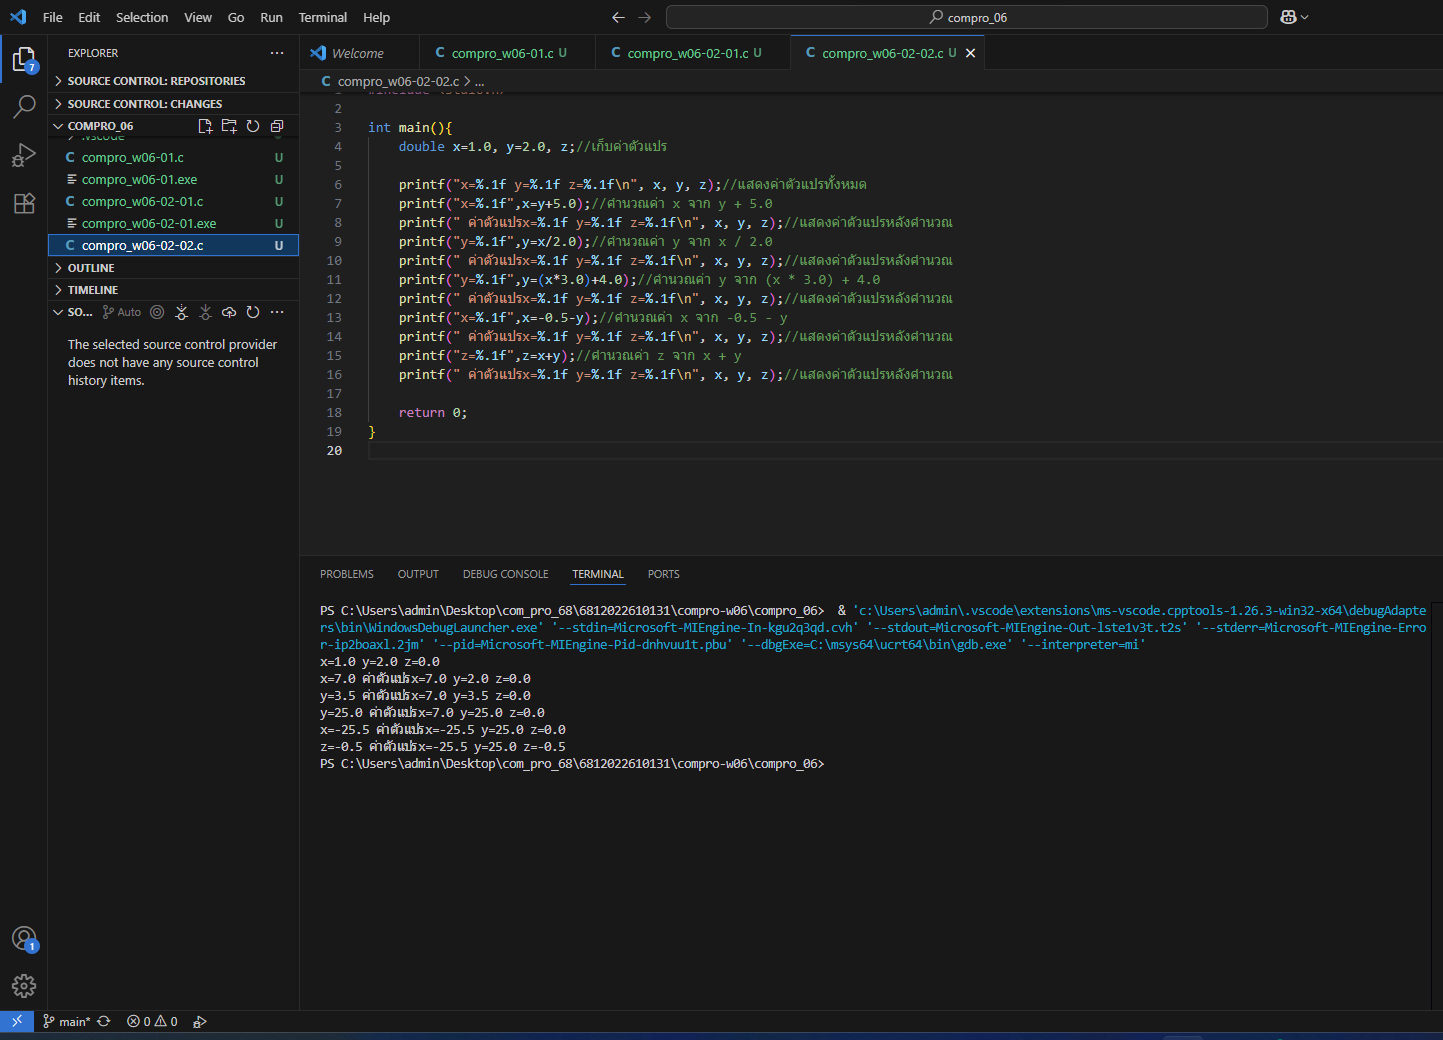 File Edit Selection View Go Run Terminal Help
compro_06
EXPLORER
SOURCE CONTROL: REPOSITORIES
SOURCE CONTROL: CHANGES
COMPRO_06
.vscode
C compro_w06-01.c U
compro_w06-01.exe U
C compro_w06-02-01.c U
compro_w06-02-01.exe U
C compro_w06-02-02.c U
OUTLINE
TIMELINE
SO... Auto
The selected source control provider
does not have any source control
history items.
7
1
Welcome
C compro_w06-01.c U
C compro_w06-02-01.c U
C compro_w06-02-02.c U
C compro_w06-02-02.c > ...
1 #include <stdio.h>
2
3 int main(){
4 double x=1.0, y=2.0, z;//เก็บค่าตัวแปร
5
6 printf("x=%.1f y=%.1f z=%.1f\n", x, y, z);//แสดงค่าตัวแปรทั้งหมด
7 printf("x=%.1f",x=y+5.0);//คำนวณค่า x จาก y + 5.0
8 printf(" ค่าตัวแปรx=%.1f y=%.1f z=%.1f\n", x, y, z);//แสดงค่าตัวแปรหลังคำนวณ
9 printf("y=%.1f",y=x/2.0);//คำนวณค่า y จาก x / 2.0
10 printf(" ค่าตัวแปรx=%.1f y=%.1f z=%.1f\n", x, y, z);//แสดงค่าตัวแปรหลังคำนวณ
11 printf("y=%.1f",y=(x*3.0)+4.0);//คำนวณค่า y จาก (x * 3.0) + 4.0
12 printf(" ค่าตัวแปรx=%.1f y=%.1f z=%.1f\n", x, y, z);//แสดงค่าตัวแปรหลังคำนวณ
13 printf("x=%.1f",x=-0.5-y);//คำนวณค่า x จาก -0.5 - y
14 printf(" ค่าตัวแปรx=%.1f y=%.1f z=%.1f\n", x, y, z);//แสดงค่าตัวแปรหลังคำนวณ
15 printf("z=%.1f",z=x+y);//คำนวณค่า z จาก x + y
16 printf(" ค่าตัวแปรx=%.1f y=%.1f z=%.1f\n", x, y, z);//แสดงค่าตัวแปรหลังคำนวณ
17
18 return 0;
19 }
20
PROBLEMS OUTPUT DEBUG CONSOLE TERMINAL PORTS
PS C:\Users\admin\Desktop\com_pro_68\6812022610131\compro-w06\compro_06> & 'c:\Users\admin\.vscode\extensions\ms-vscode.cpptools-1.26.3-win32-x64\debugAdapte
rs\bin\WindowsDebugLauncher.exe' '--stdin=Microsoft-MIEngine-In-kgu2q3qd.cvh' '--stdout=Microsoft-MIEngine-Out-lste1v3t.t2s' '--stderr=Microsoft-MIEngine-Erro
r-ip2boaxl.2jm' '--pid=Microsoft-MIEngine-Pid-dnhvuu1t.pbu' '--dbgExe=C:\msys64\ucrt64\bin\gdb.exe' '--interpreter=mi'
x=1.0 y=2.0 z=0.0
x=7.0 ค่าตัวแปรx=7.0 y=2.0 z=0.0
y=3.5 ค่าตัวแปรx=7.0 y=3.5 z=0.0
y=25.0 ค่าตัวแปรx=7.0 y=25.0 z=0.0
x=-25.5 ค่าตัวแปรx=-25.5 y=25.0 z=0.0
z=-0.5 ค่าตัวแปรx=-25.5 y=25.0 z=-0.5
PS C:\Users\admin\Desktop\com_pro_68\6812022610131\compro-w06\compro_06>
main* 0 0